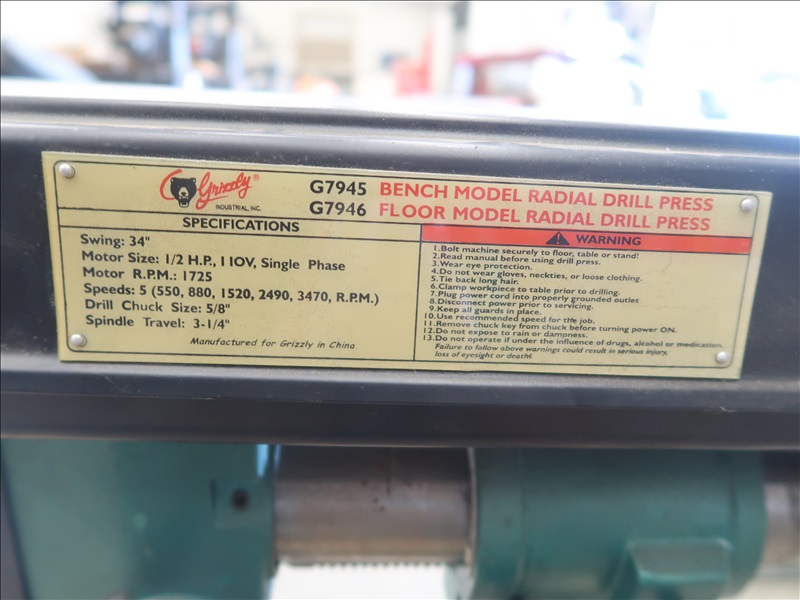 Grizzly®
INDUSTRIAL, INC.
G7945 BENCH MODEL RADIAL DRILL PRESS
G7946 FLOOR MODEL RADIAL DRILL PRESS
SPECIFICATIONS
Swing: 34"
Motor Size: 1/2 H.P., 110V, Single Phase
Motor R.P.M.: 1725
Speeds: 5 (550, 880, 1520, 2490, 3470, R.P.M.)
Drill Chuck Size: 5/8"
Spindle Travel: 3-1/4"
Manufactured for Grizzly in China
WARNING
1.Bolt machine securely to floor, table or stand!
2.Read manual before using drill press.
3.Wear eye protection.
4.Do not wear gloves, neckties, or loose clothing.
5.Tie back long hair.
6.Clamp workpiece to table prior to drilling.
7.Plug power cord into properly grounded outlet
8.Disconnect power prior to servicing.
9.Keep all guards in place.
10.Use recommended speed for the job.
11.Remove chuck key from chuck before turning power ON.
12.Do not expose to rain or dampness.
13.Do not operate if under the influence of drugs, alcohol or medication.
Failure to follow above warnings could result in serious injury,
loss of eyesight or death!